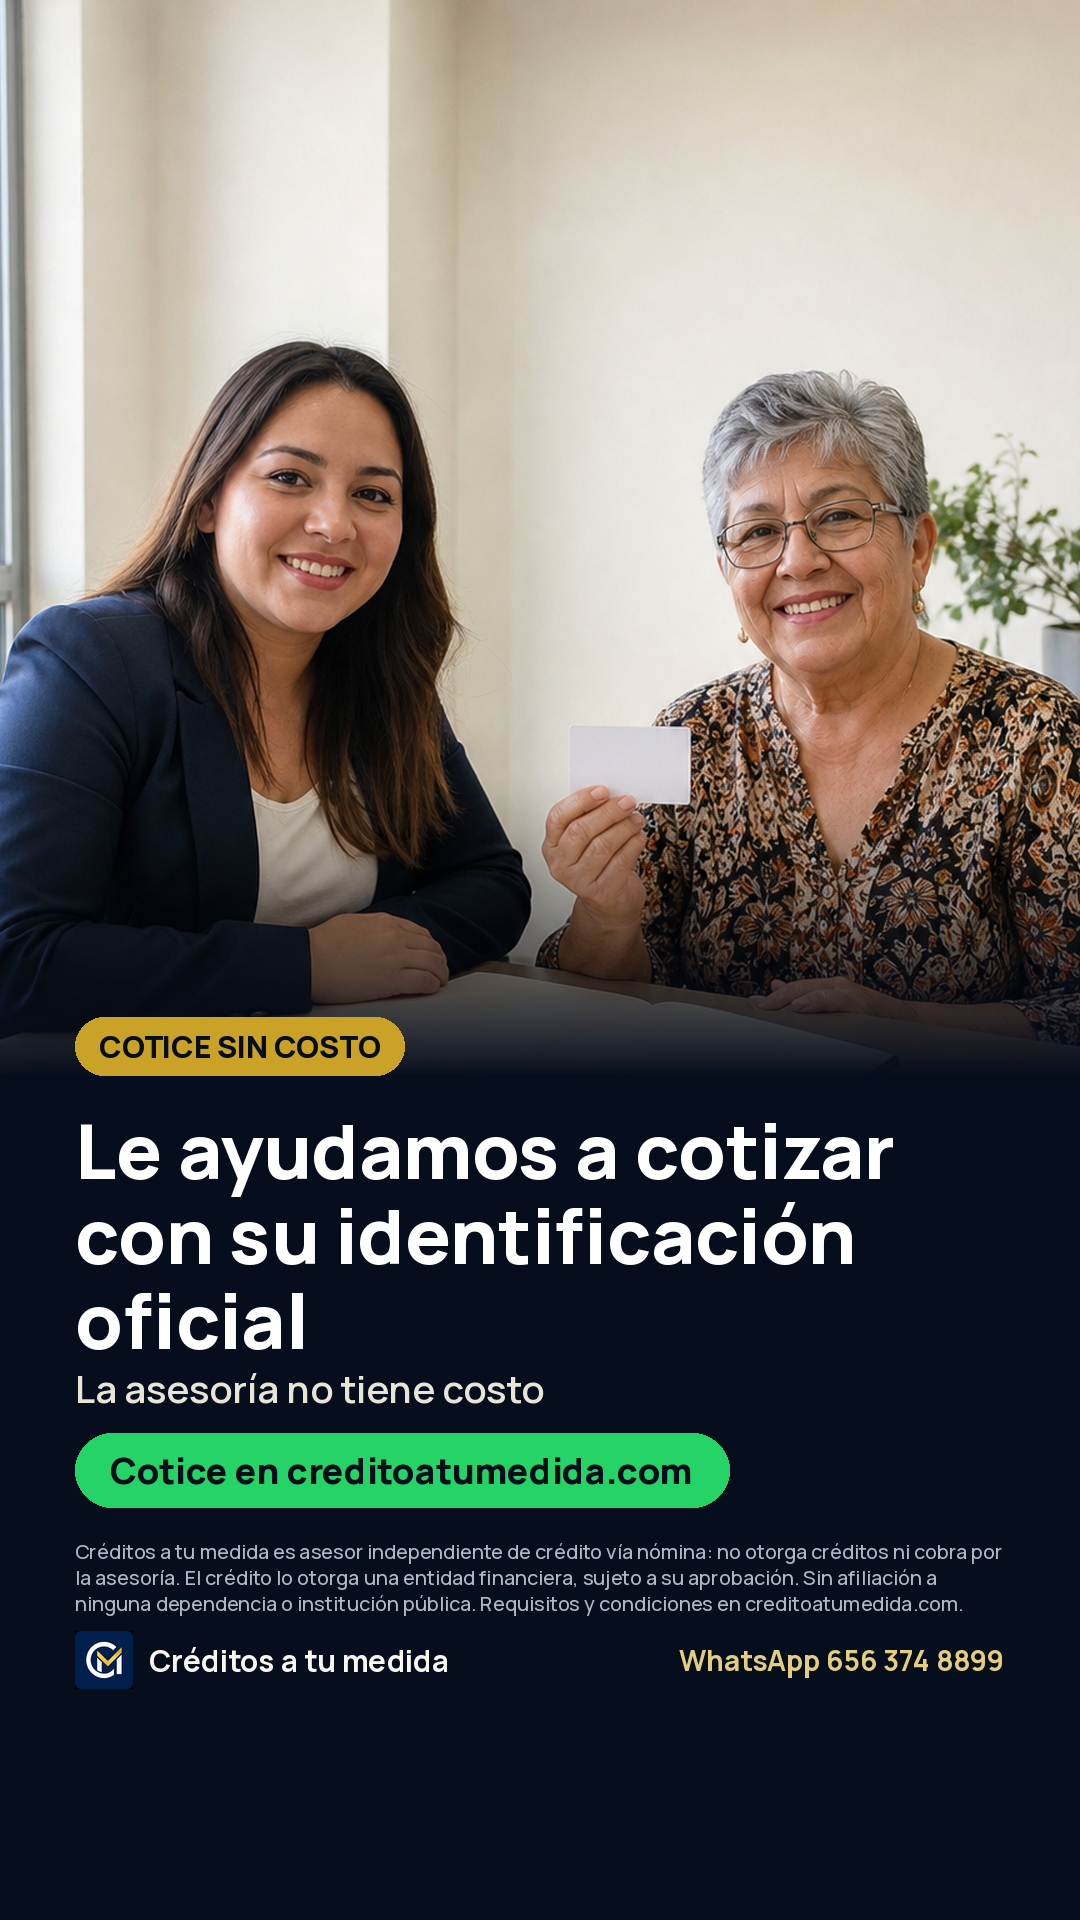 COTICE SIN COSTO
Le ayudamos a cotizar
con su identificación
oficial
La asesoría no tiene costo
Cotice en creditoatumedida.com
Créditos a tu medida es asesor independiente de crédito vía nómina: no otorga créditos ni cobra por
la asesoría. El crédito lo otorga una entidad financiera, sujeto a su aprobación. Sin afiliación a
ninguna dependencia o institución pública. Requisitos y condiciones en creditoatumedida.com.
Créditos a tu medida
WhatsApp 656 374 8899